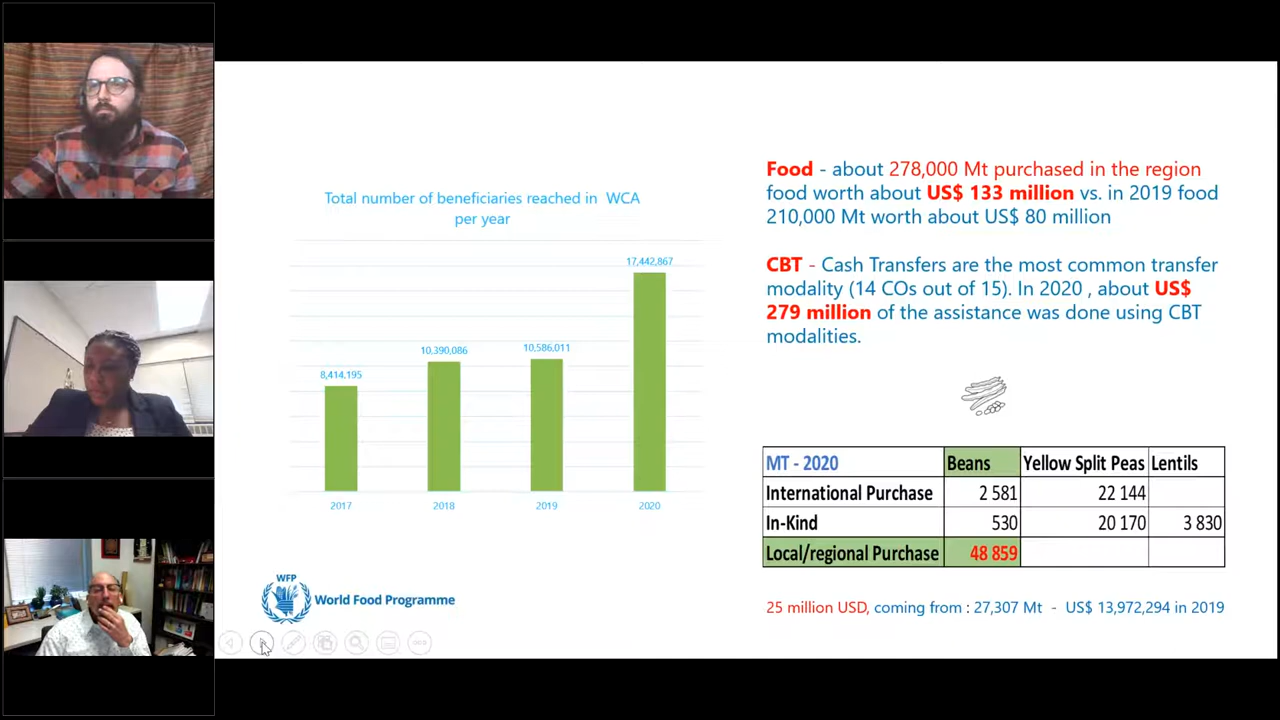 Total number of beneficiaries reached in WCA
per year
17,442,867
10,390,086
10,586,011
8,414,195
2017 2018 2019 2020
WFP
World Food Programme
Food - about 278,000 Mt purchased in the region
food worth about US$ 133 million vs. in 2019 food
210,000 Mt worth about US$ 80 million
CBT - Cash Transfers are the most common transfer
modality (14 COs out of 15). In 2020 , about US$
279 million of the assistance was done using CBT
modalities.
MT - 2020 Beans Yellow Split Peas Lentils
International Purchase 2 581 22 144
In-Kind 530 20 170 3 830
Local/regional Purchase 48 859
25 million USD, coming from : 27,307 Mt - US$ 13,972,294 in 2019